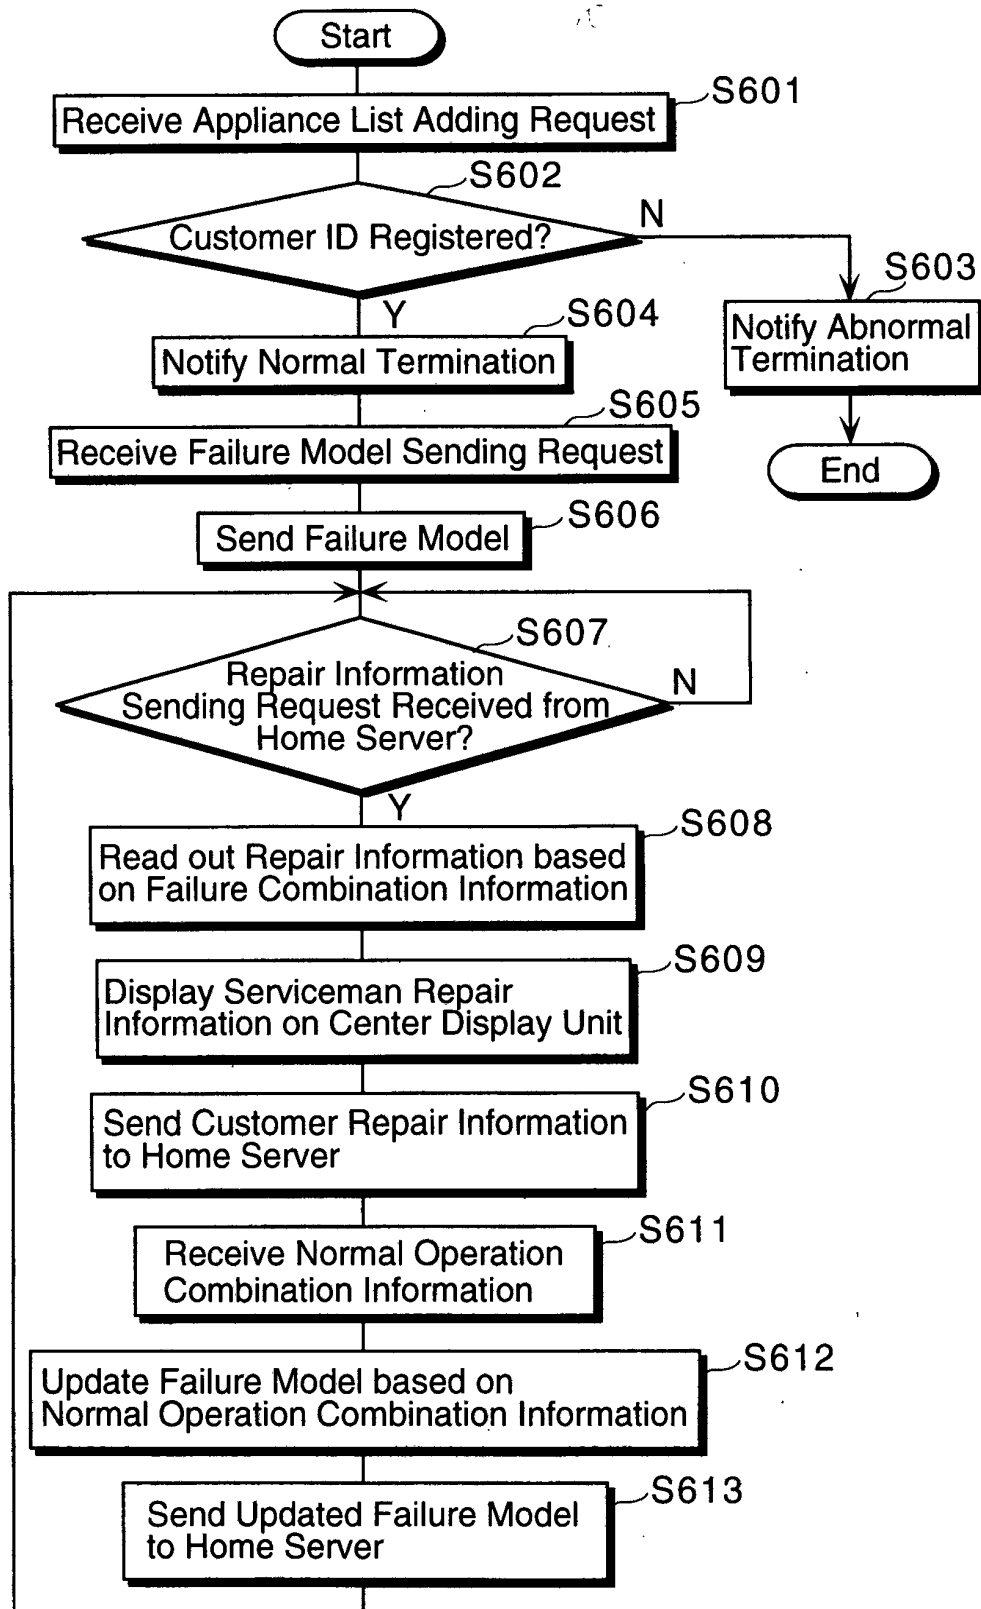 Start
S601
Receive Appliance List Adding Request
S602
Customer ID Registered?
N
S603
Notify Abnormal
Termination
End
Y
S604
Notify Normal Termination
S605
Receive Failure Model Sending Request
S606
Send Failure Model
S607
Repair Information
Sending Request Received from
Home Server?
N
Y
S608
Read out Repair Information based
on Failure Combination Information
S609
Display Serviceman Repair
Information on Center Display Unit
S610
Send Customer Repair Information
to Home Server
S611
Receive Normal Operation
Combination Information
S612
Update Failure Model based on
Normal Operation Combination Information
S613
Send Updated Failure Model
to Home Server